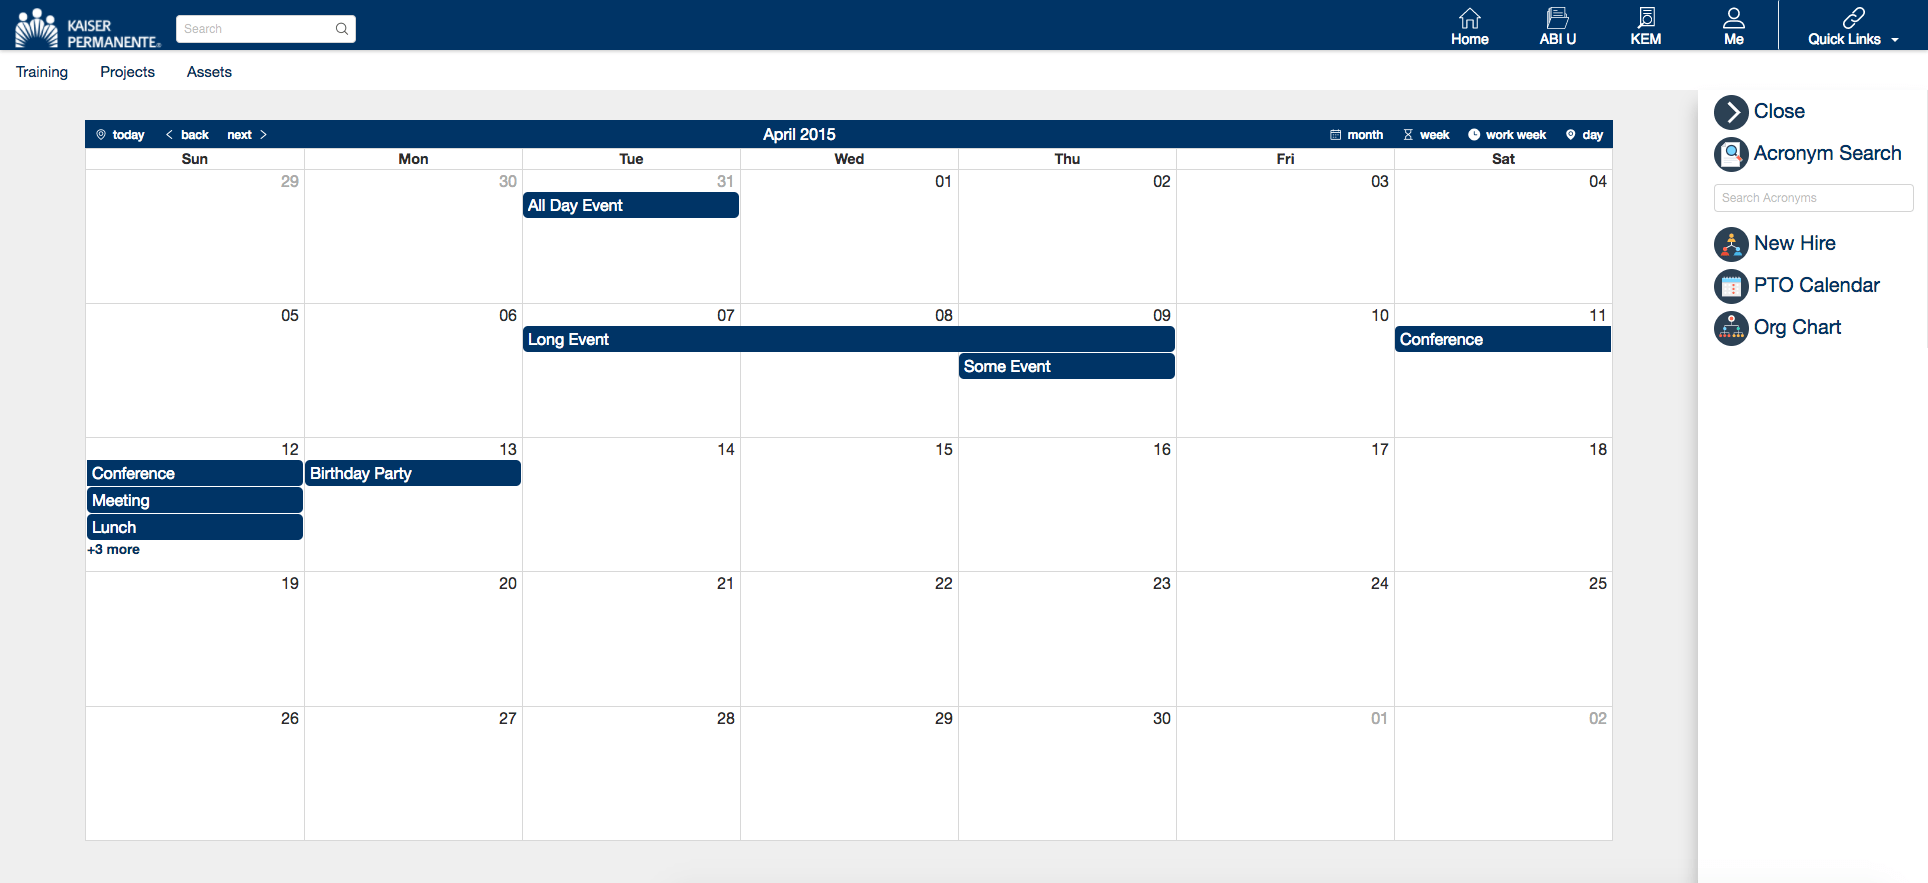 KAISER
PERMANENTE®
Search
Home
ABI U
KEM
Me
Quick Links
Training Projects Assets
today back next
April 2015
month week work week day
Sun Mon Tue Wed Thu Fri Sat
29 30 31 01 02 03 04
All Day Event
05 06 07 08 09 10 11
Long Event
Conference
Some Event
12 13 14 15 16 17 18
Conference
Birthday Party
Meeting
Lunch
+3 more
19 20 21 22 23 24 25
26 27 28 29 30 01 02
Close
Acronym Search
Search Acronyms
New Hire
PTO Calendar
Org Chart